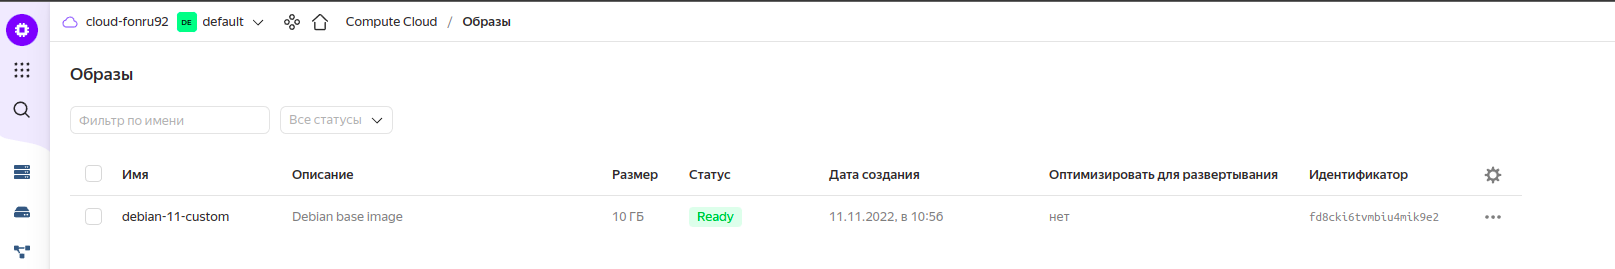 cloud-fonru92 DE default Compute Cloud / Образы
Образы
Фильтр по имени Все статусы
Имя Описание Размер Статус Дата создания Оптимизировать для развертывания Идентификатор
debian-11-custom Debian base image 10 ГБ Ready 11.11.2022, в 10:56 нет fd8cki6tvmbiu4mik9e2